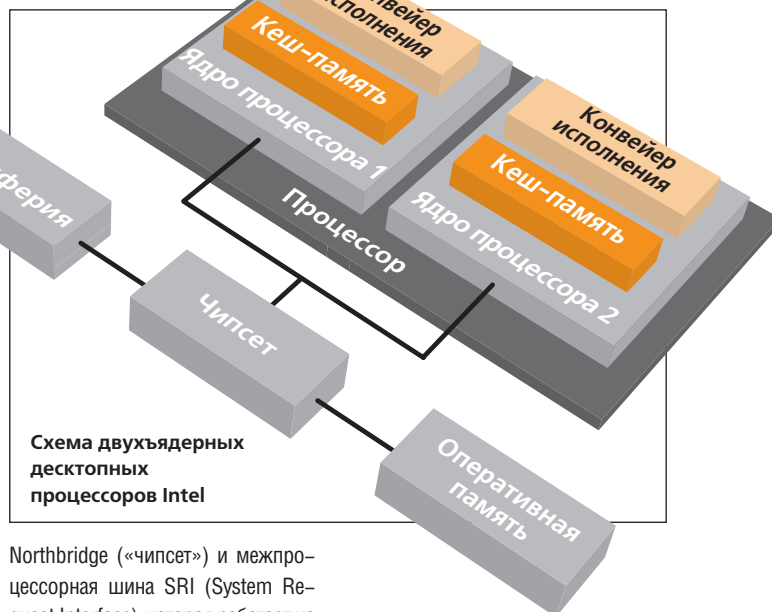 исполнения
Кеш-память
Ядро процессора 1
Конвейер
исполнения
Кеш-память
Ядро процессора 2
Процессор
Чипсет
Оперативная
память
Схема двухъядерных
десктопных
процессоров Intel
Northbridge («чипсет») и межпро-
цессорная шина SRI (System Re-